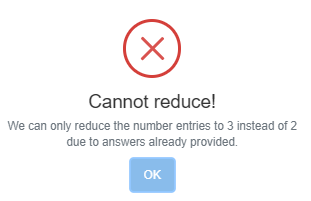 Cannot reduce!
We can only reduce the number entries to 3 instead of 2
due to answers already provided.
OK